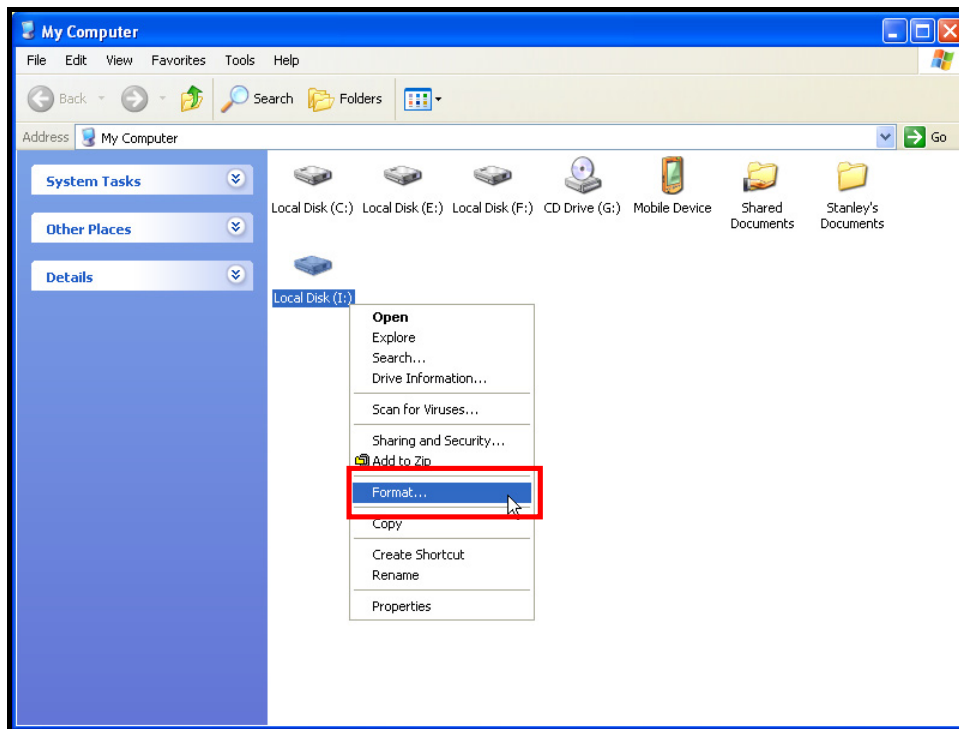 My Computer
File Edit View Favorites Tools Help
Back Search Folders
Address My Computer Go
System Tasks
Other Places
Details
Local Disk (C:) Local Disk (E:) Local Disk (F:) CD Drive (G:) Mobile Device Shared Documents Stanley's Documents
Local Disk (I:)
Open
Explore
Search...
Drive Information...
Scan for Viruses...
Sharing and Security...
Add to Zip
Format...
Copy
Create Shortcut
Rename
Properties